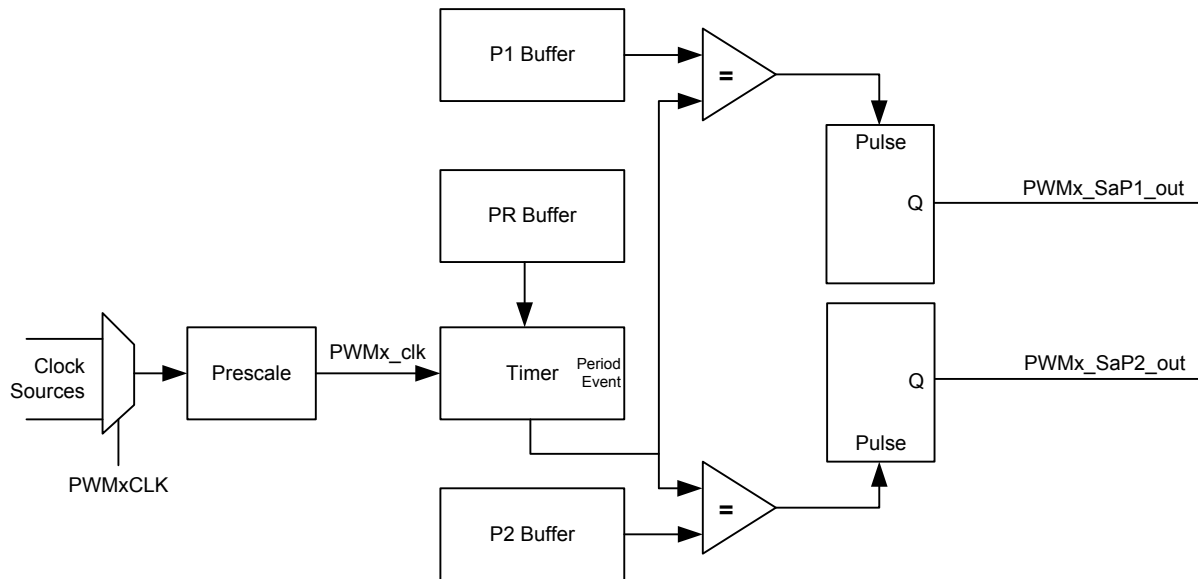 P1 Buffer
=
Pulse
Q
PWMx_SaP1_out
PR Buffer
Clock
Sources
PWMxCLK
Prescale
PWMx_clk
Timer
Period
Event
Q
Pulse
PWMx_SaP2_out
=
P2 Buffer